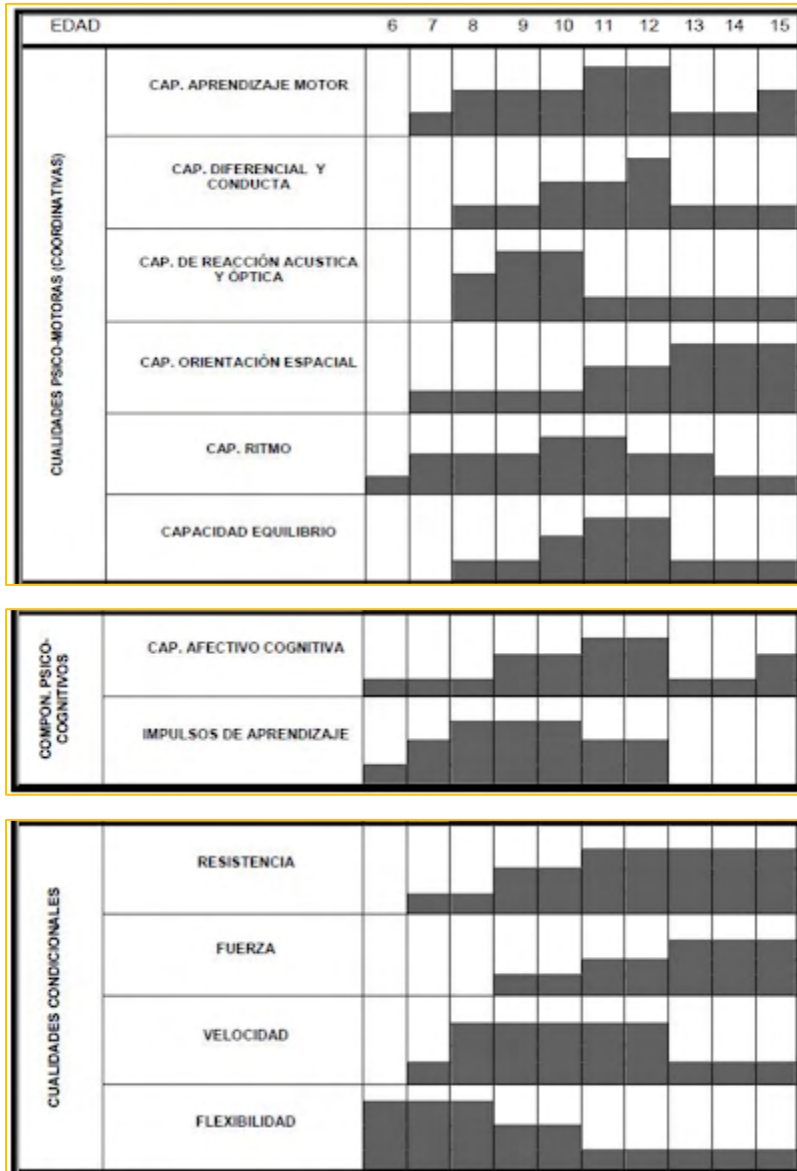 EDAD 6 7 8 9 10 11 12 13 14 15
CUALIDADES PSICO-MOTORAS (COORDINATIVAS)
CAP. APRENDIZAJE MOTOR
CAP. DIFERENCIAL Y
CONDUCTA
CAP. DE REACCIÓN ACUSTICA
Y ÓPTICA
CAP. ORIENTACIÓN ESPACIAL
CAP. RITMO
CAPACIDAD EQUILIBRIO
COMPON. PSICO-
COGNITIVOS
CAP. AFECTIVO COGNITIVA
IMPULSOS DE APRENDIZAJE
CUALIDADES CONDICIONALES
RESISTENCIA
FUERZA
VELOCIDAD
FLEXIBILIDAD